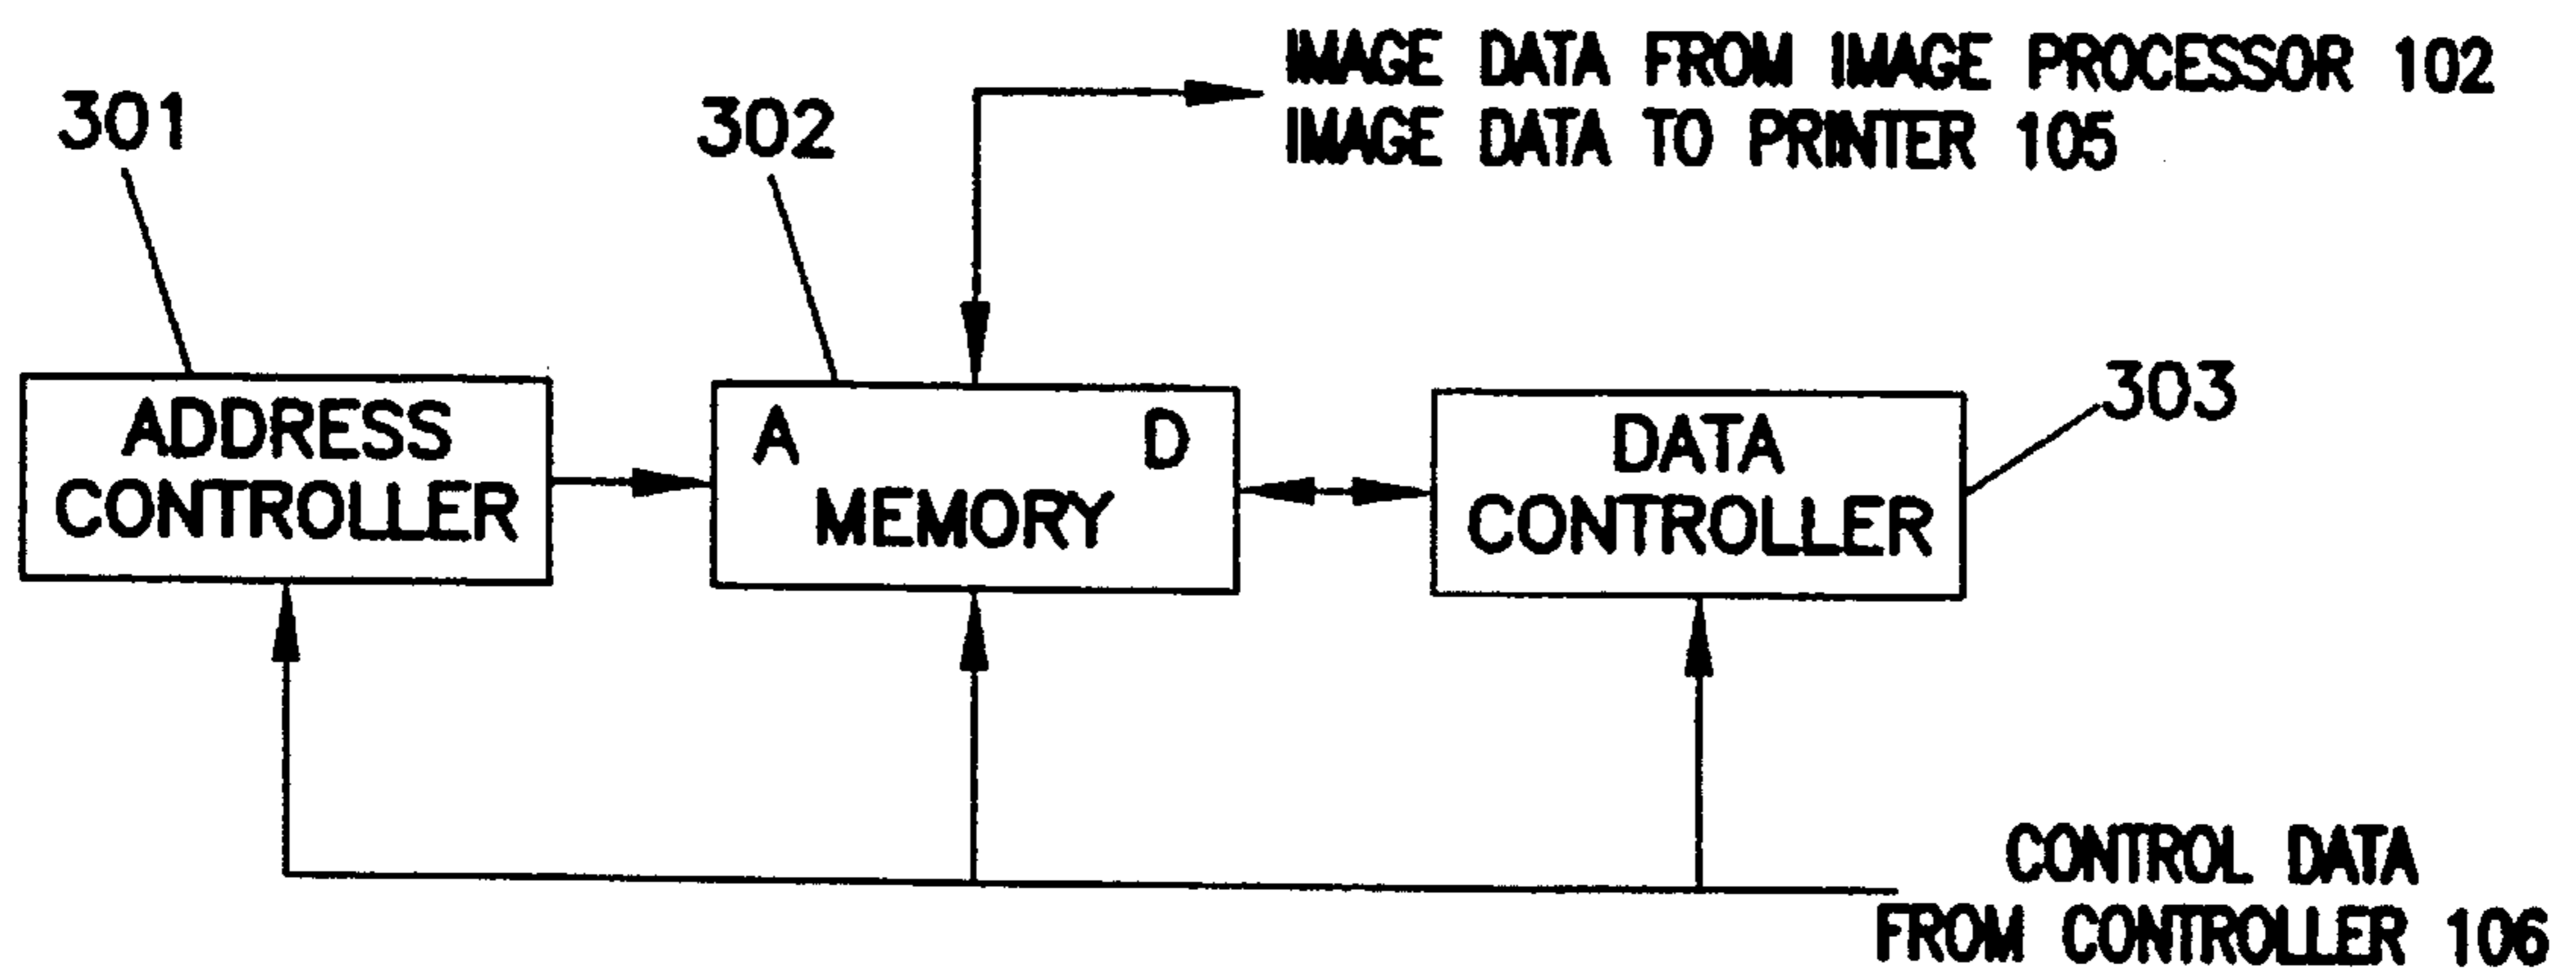 IMAGE DATA FROM IMAGE PROCESSOR 102
IMAGE DATA TO PRINTER 105
301
302
303
ADDRESS
CONTROLLER
A
D
MEMORY
DATA
CONTROLLER
CONTROL DATA
FROM CONTROLLER 106